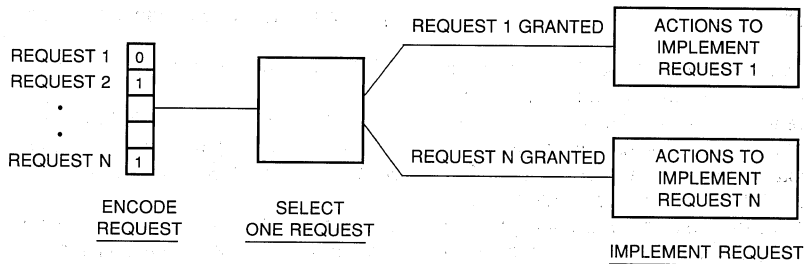 REQUEST 1 GRANTED
ACTIONS TO
IMPLEMENT
REQUEST 1
REQUEST 1 0
REQUEST 2 1
.
.
REQUEST N 1
REQUEST N GRANTED
ACTIONS TO
IMPLEMENT
REQUEST N
ENCODE
REQUEST
SELECT
ONE REQUEST
IMPLEMENT REQUEST